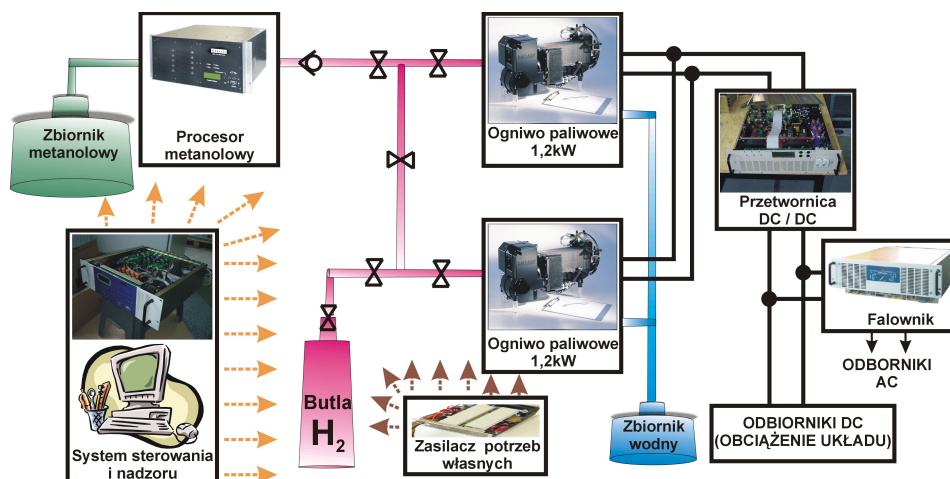 Zbiornik
metanolowy
Procesor
metanolowy
Ogniwo paliwowe
1,2kW
Przetwornica
DC / DC
Falownik
ODBORNIKI
AC
Ogniwo paliwowe
1,2kW
Butla
H2
System sterowania
i nadzoru
Zasilacz potrzeb
własnych
Zbiornik
wodny
ODBIORNIKI DC
(OBCIĄŻENIE UKŁADU)